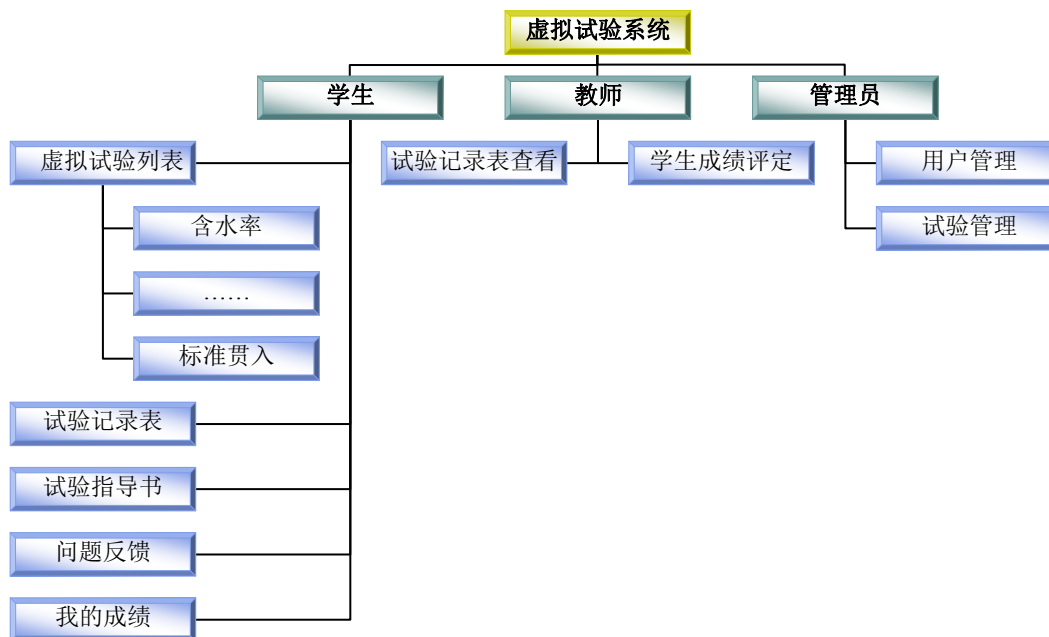 虚拟试验系统
学生
教师
管理员
虚拟试验列表
试验记录表查看
学生成绩评定
用户管理
含水率
试验管理
……
标准贯入
试验记录表
试验指导书
问题反馈
我的成绩